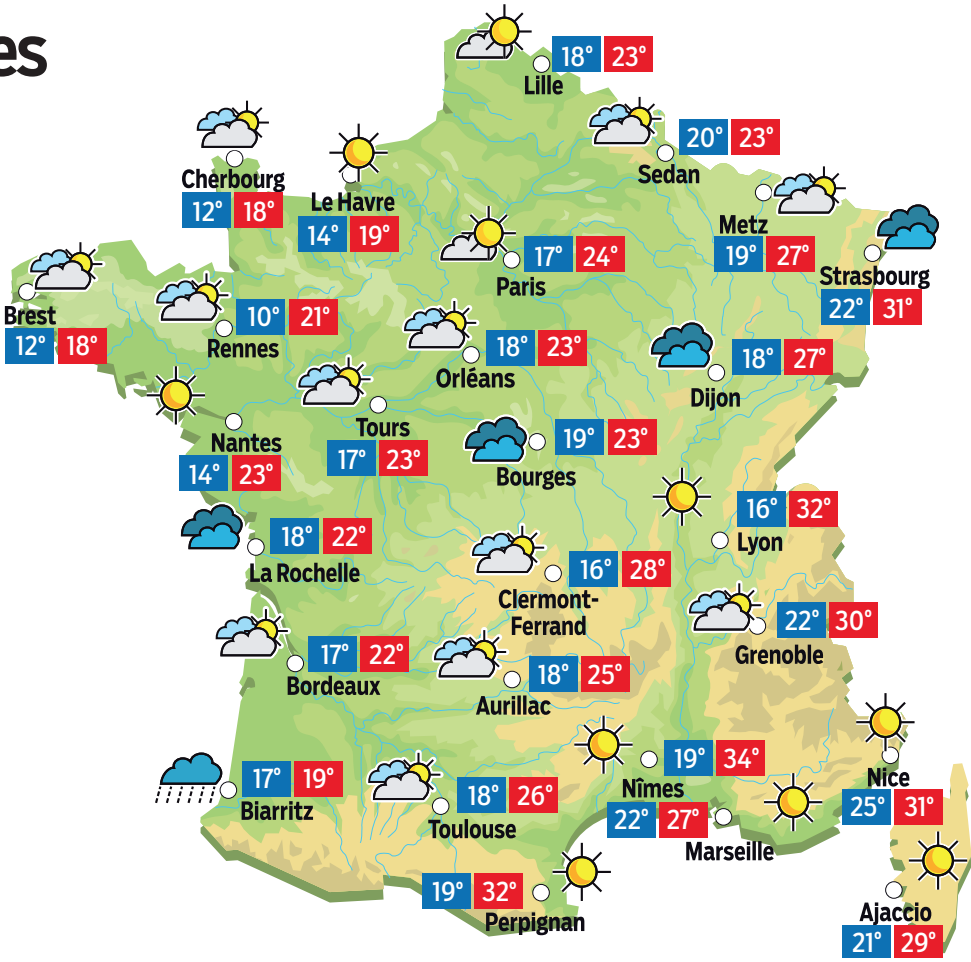 es
18° 23°
Lille
20° 23°
Sedan
Cherbourg
12° 18°
Le Havre
14° 19°
Metz
19° 27°
Strasbourg
22° 31°
17° 24°
Paris
Brest
12° 18°
10° 21°
Rennes
18° 23°
Orléans
18° 27°
Dijon
Tours
17° 23°
Nantes
14° 23°
19° 23°
Bourges
16° 32°
Lyon
18° 22°
La Rochelle
16° 28°
Clermont-
Ferrand
22° 30°
Grenoble
17° 22°
Bordeaux
18° 25°
Aurillac
19° 34°
Nîmes
22° 27°
Marseille
Nice
25° 31°
17° 19°
Biarritz
18° 26°
Toulouse
19° 32°
Perpignan
Ajaccio
21° 29°